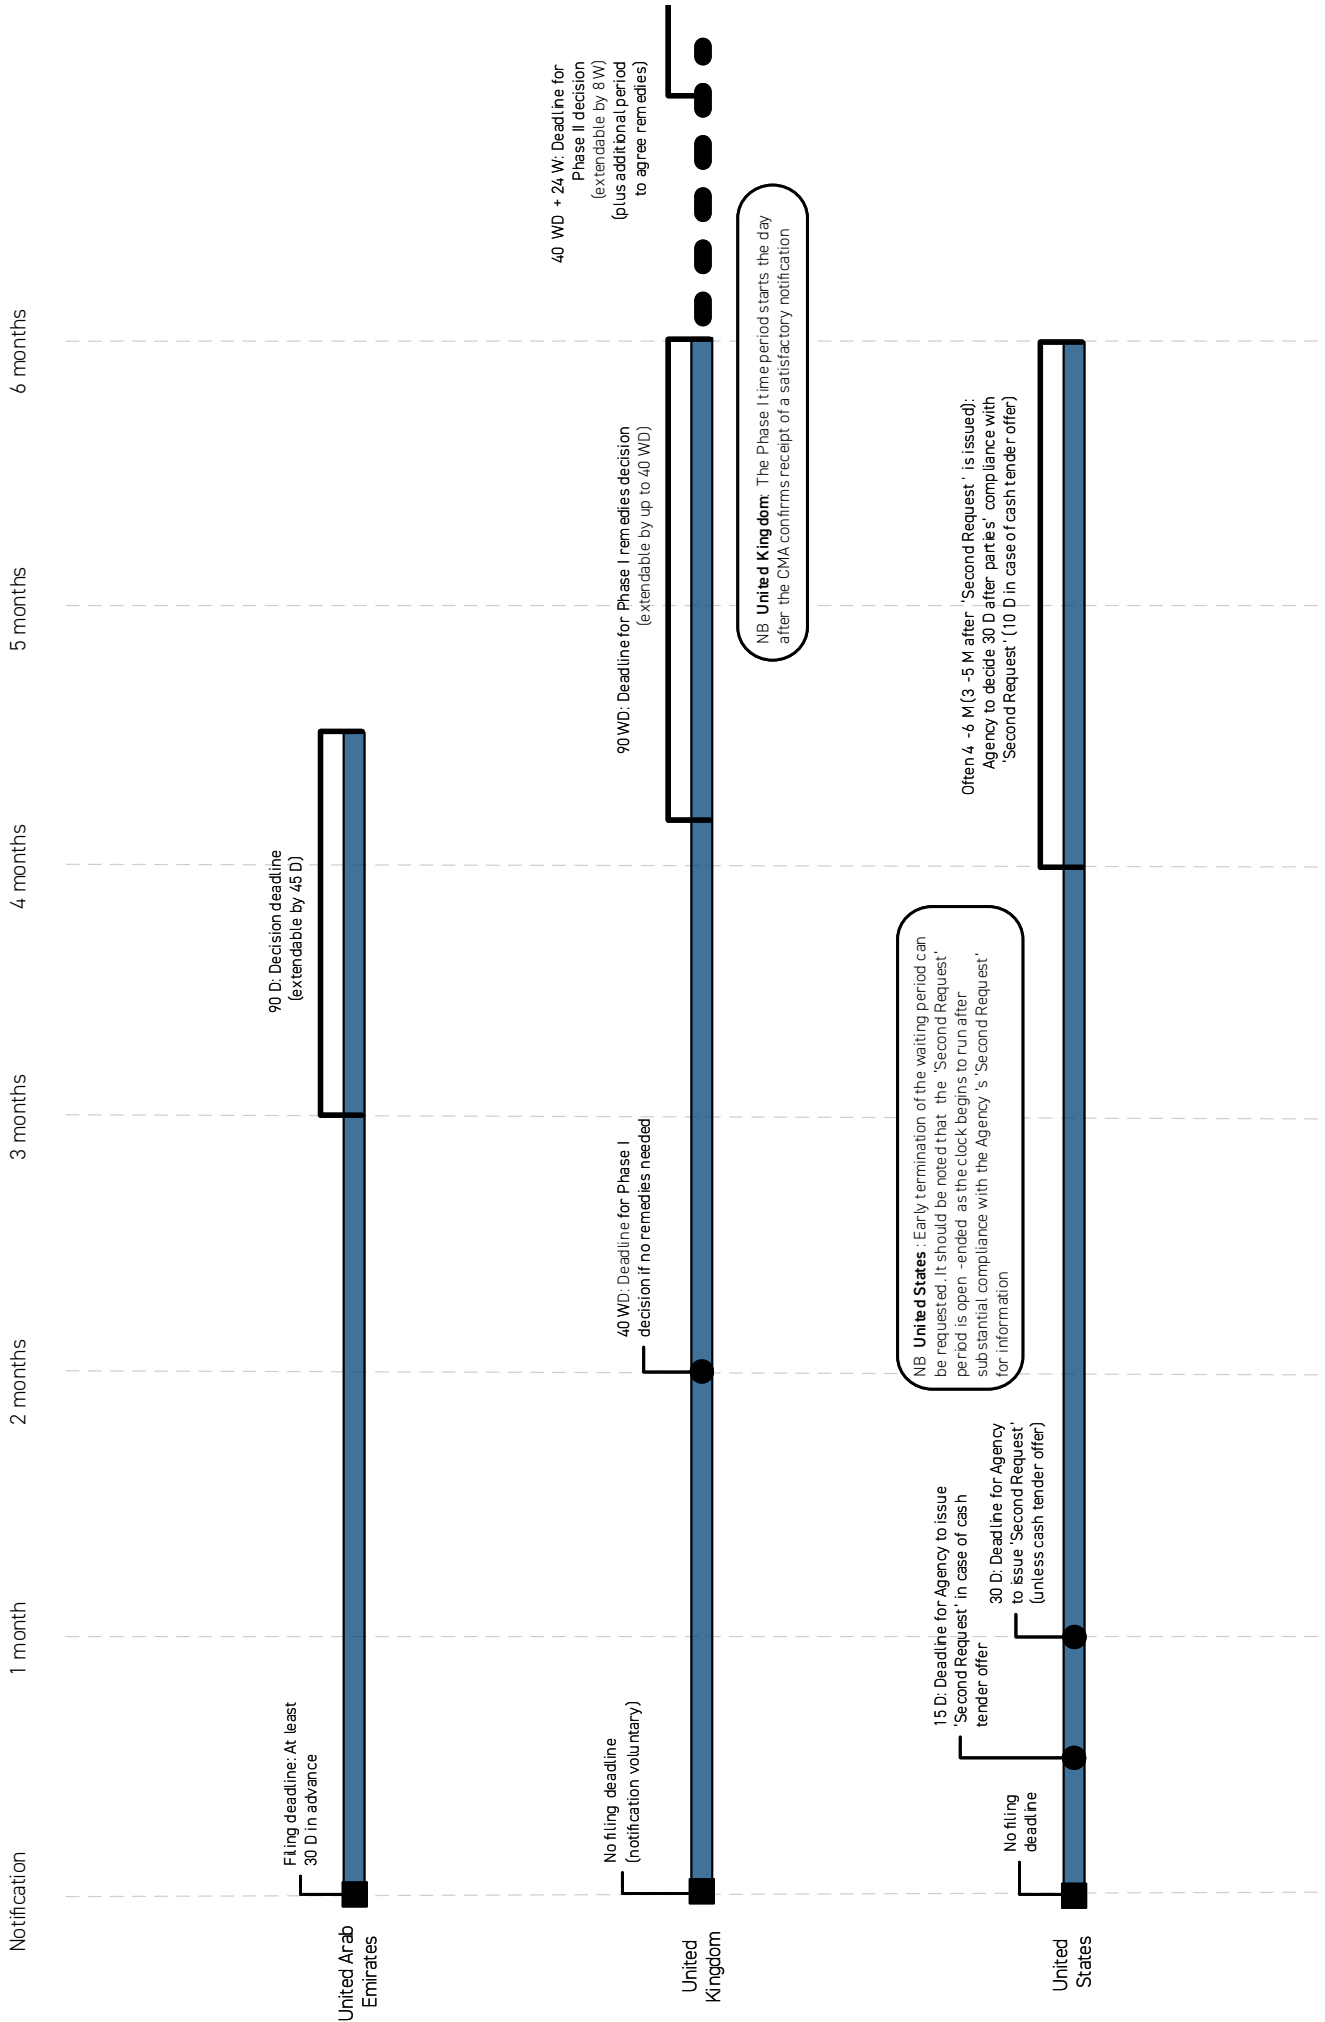 Notification
1 month
2 months
3 months
4 months
5 months
6 months
United Arab
Emirates
Filing deadline: At least
30 D in advance
90 D: Decision deadline
(extendable by 45 D)
United
Kingdom
No filing deadline
(notification voluntary)
40 WD: Deadline for Phase I
decision if no remedies needed
90 WD: Deadline for Phase I remedies decision
(extendable by up to 40 WD)
40 WD + 24 W: Deadline for
Phase II decision
(extendable by 8 W)
(plus additional period
to agree remedies)
NB United Kingdom: The Phase I time period starts the day
after the CMA confirms receipt of a satisfactory notification
United
States
No filing
deadline
15 D: Deadline for Agency to issue
'Second Request' in case of cash
tender offer
30 D: Deadline for Agency
to issue 'Second Request'
(unless cash tender offer)
NB United States : Early termination of the waiting period can
be requested. It should be noted that the 'Second Request'
period is open -ended as the clock begins to run after
substantial compliance with the Agency 's 'Second Request'
for information
Often 4 -6 M (3 -5 M after 'Second Request ' is issued):
Agency to decide 30 D after parties' compliance with
'Second Request' (10 D in case of cash tender offer)